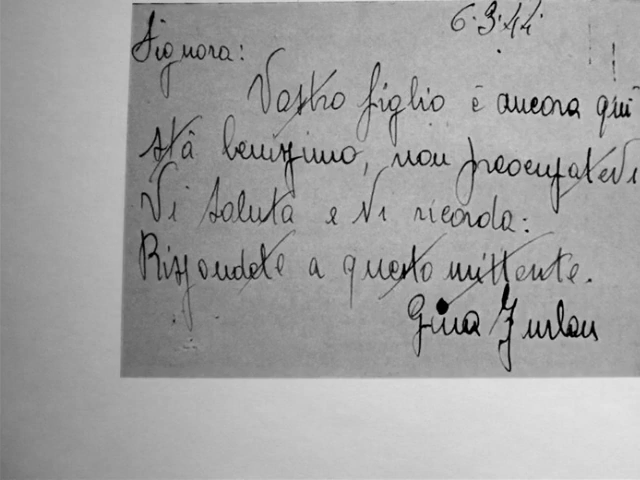 6.3.44.
Signora:
Vostro figlio è ancora qui
stà benissimo, non preocupatevi
Vi saluta e Vi ricorda:
Rispondete a questo mittente.
Gina Furlan